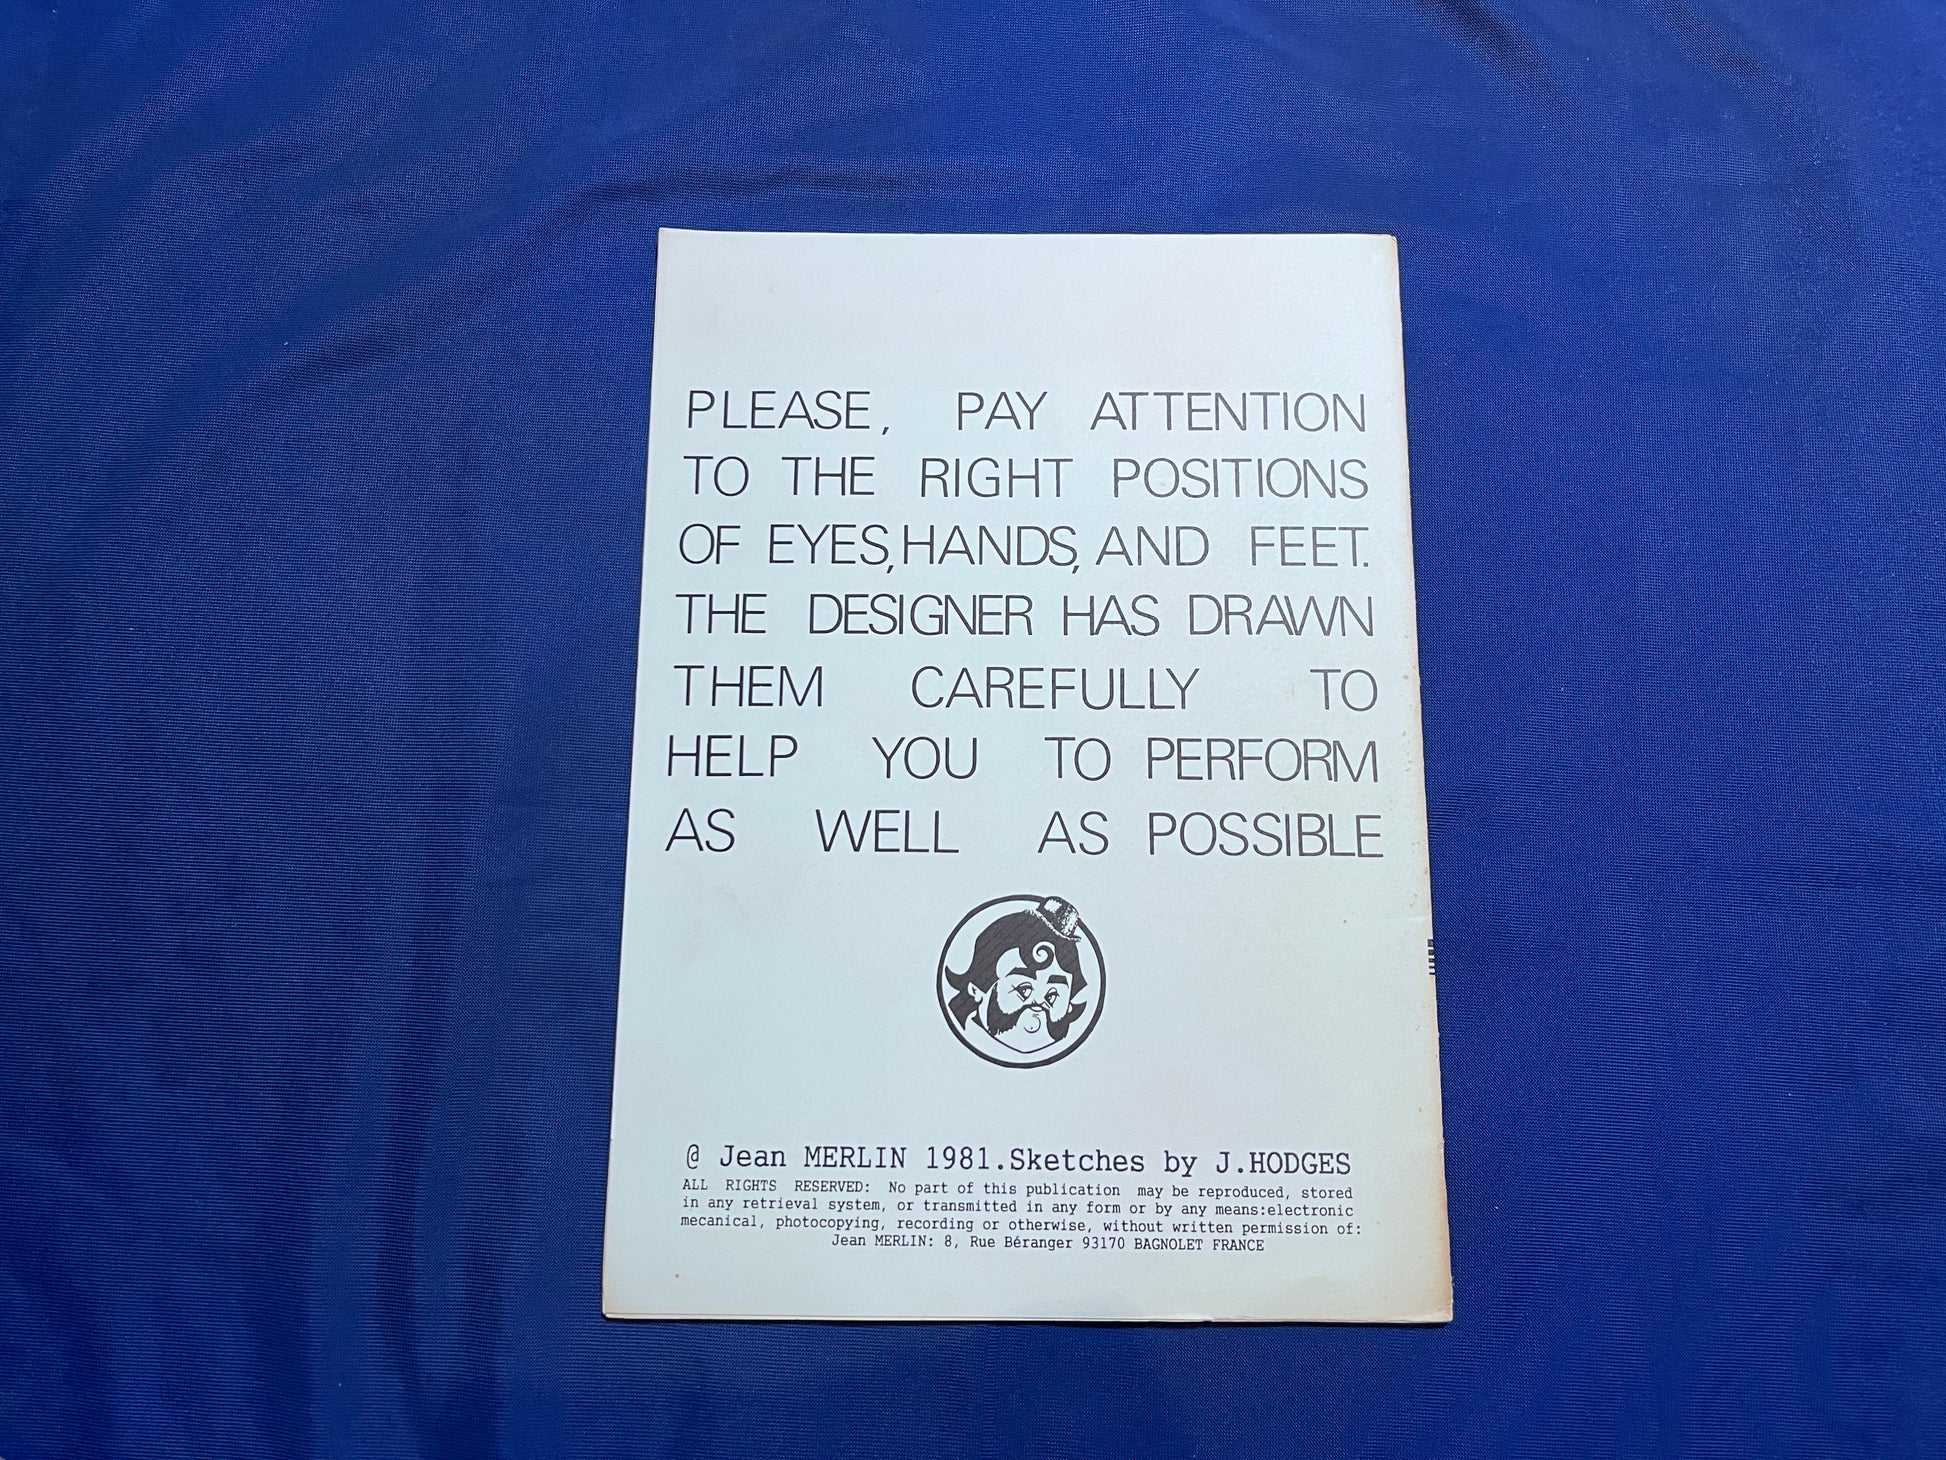 PLEASE, PAY ATTENTION
TO THE RIGHT POSITIONS
OF EYES, HANDS, AND FEET.
THE DESIGNER HAS DRAWN
THEM CAREFULLY TO
HELP YOU TO PERFORM
AS WELL AS POSSIBLE
@ Jean MERLIN 1981.Sketches by J.HODGES
ALL RIGHTS RESERVED: No part of this publication may be reproduced, stored
in any retrieval system, or transmitted in any form or by any means:electronic
mecanical, photocopying, recording or otherwise, without written permission of:
Jean MERLIN: 8, Rue Béranger 93170 BAGNOLET FRANCE